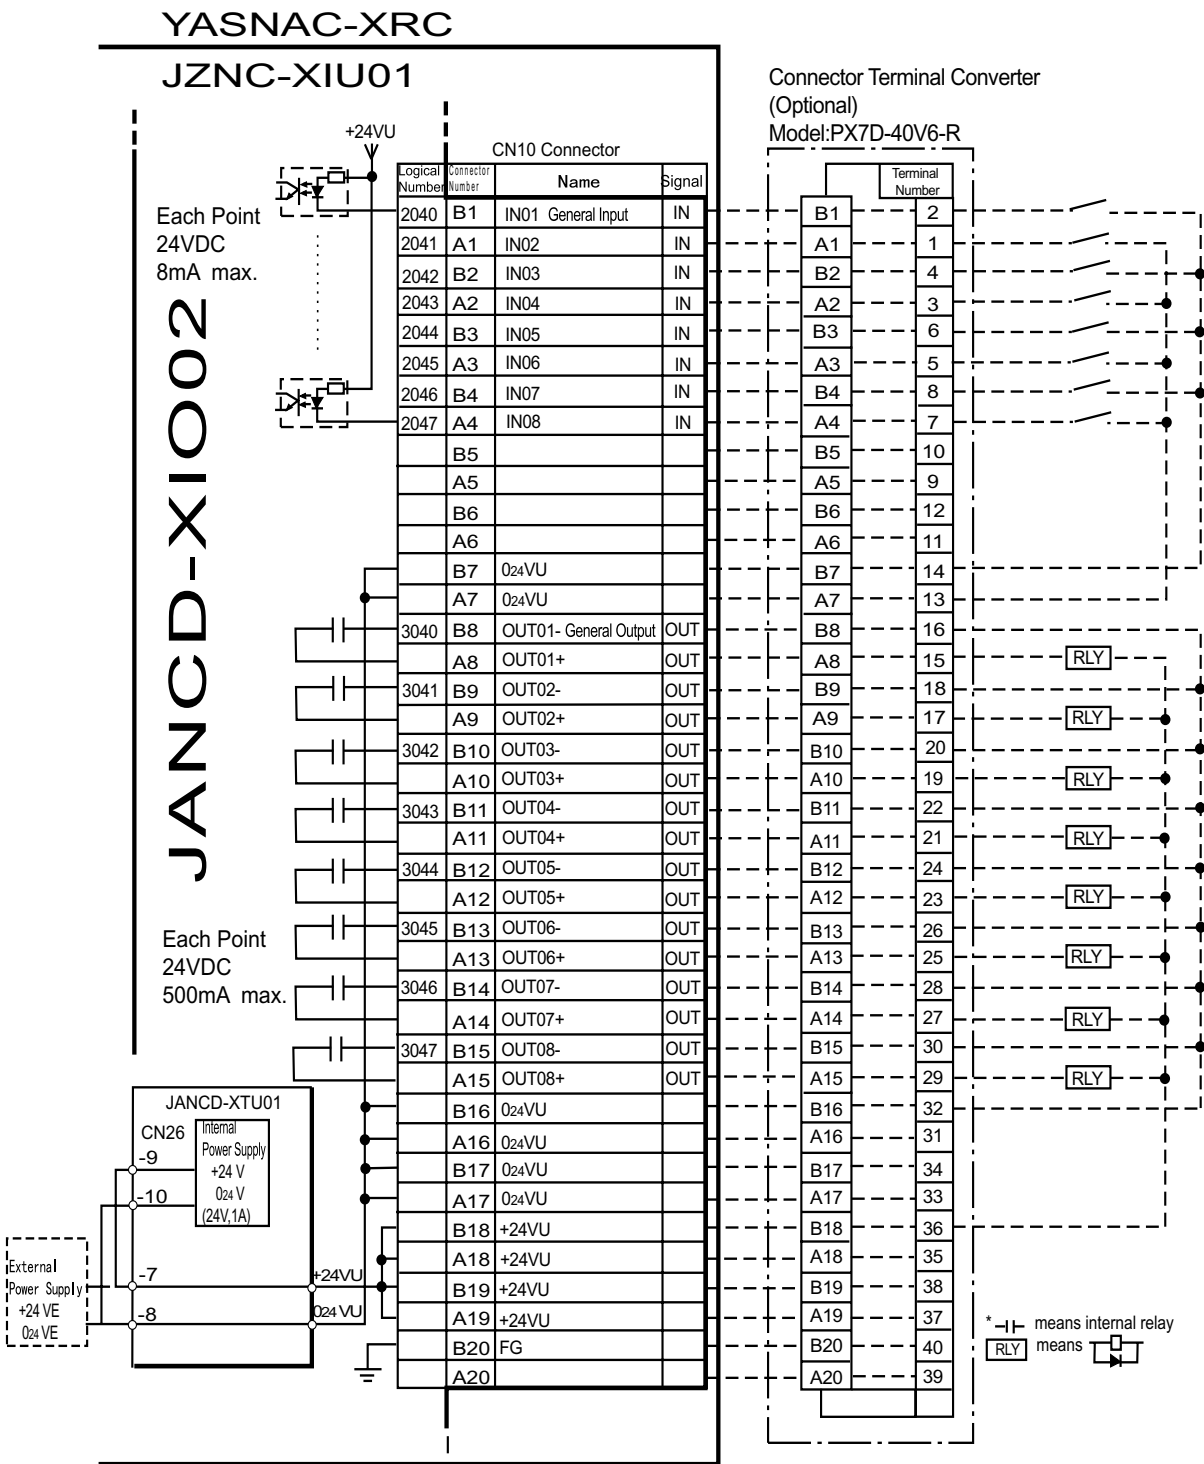 YASNAC-XRC
JZNC-XIU01
Connector Terminal Converter
(Optional)
Model:PX7D-40V6-R
+24VU
CN10 Connector
Logical Number Connector Number Name Signal
Terminal Number
Each Point
24VDC
8mA max.
JANCD-XIO02
2040 B1 IN01 General Input IN B1 2
2041 A1 IN02 IN A1 1
2042 B2 IN03 IN B2 4
2043 A2 IN04 IN A2 3
2044 B3 IN05 IN B3 6
2045 A3 IN06 IN A3 5
2046 B4 IN07 IN B4 8
2047 A4 IN08 IN A4 7
B5 B5 10
A5 A5 9
B6 B6 12
A6 A6 11
B7 024VU B7 14
A7 024VU A7 13
3040 B8 OUT01- General Output OUT B8 16
A8 OUT01+ OUT A8 15 RLY
3041 B9 OUT02- OUT B9 18
A9 OUT02+ OUT A9 17 RLY
3042 B10 OUT03- OUT B10 20
A10 OUT03+ OUT A10 19 RLY
3043 B11 OUT04- OUT B11 22
A11 OUT04+ OUT A11 21 RLY
3044 B12 OUT05- OUT B12 24
A12 OUT05+ OUT A12 23 RLY
3045 B13 OUT06- OUT B13 26
A13 OUT06+ OUT A13 25 RLY
3046 B14 OUT07- OUT B14 28
A14 OUT07+ OUT A14 27 RLY
3047 B15 OUT08- OUT B15 30
A15 OUT08+ OUT A15 29 RLY
B16 024VU B16 32
A16 024VU A16 31
B17 024VU B17 34
A17 024VU A17 33
B18 +24VU B18 36
A18 +24VU A18 35
B19 +24VU B19 38
A19 +24VU A19 37
B20 FG B20 40
A20 A20 39
Each Point
24VDC
500mA max.
JANCD-XTU01
CN26
Internal
Power Supply
+24 V
024 V
(24V,1A)
-9
-10
-7
-8
+24VU
024 VU
External
Power Supply
+24 VE
024 VE
* means internal relay
RLY means